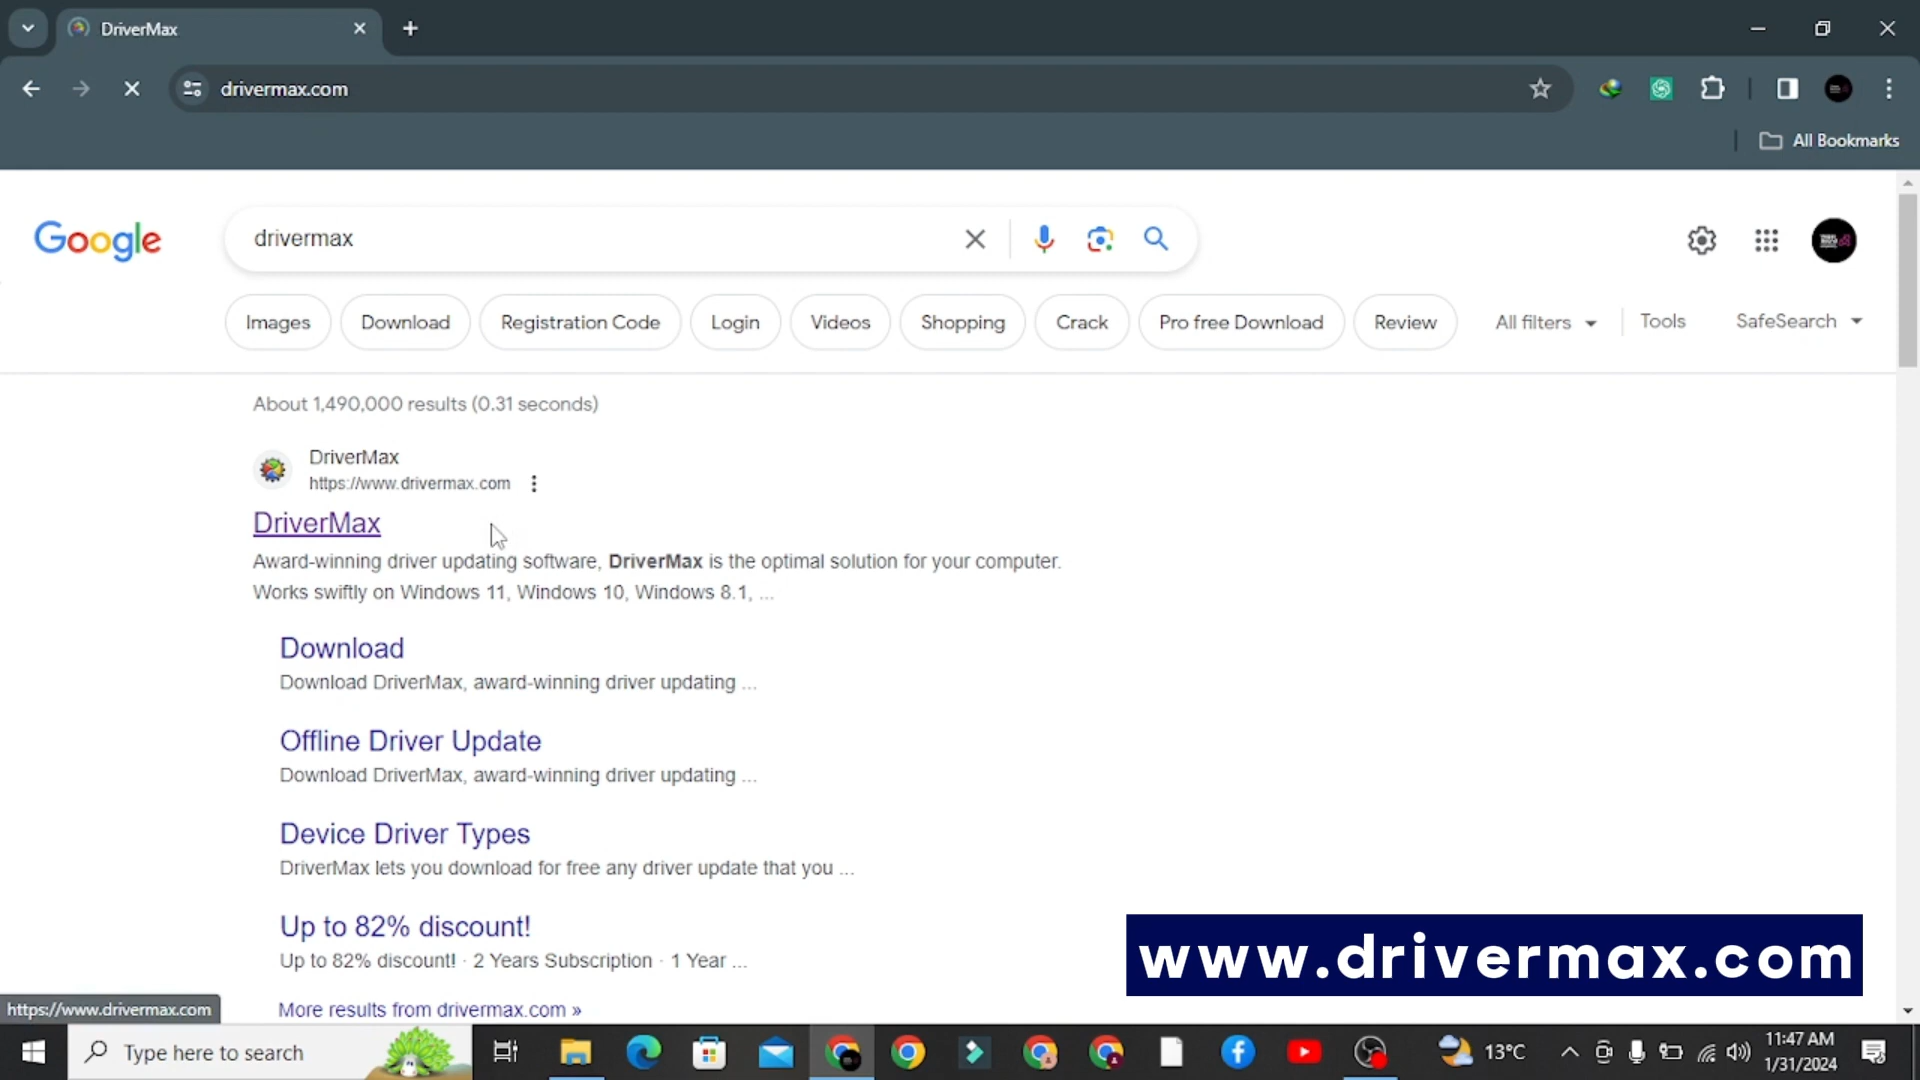 DriverMax
drivermax.com
All Bookmarks
Google
drivermax
Images
Download
Registration Code
Login
Videos
Shopping
Crack
Pro free Download
Review
All filters
Tools
SafeSearch
About 1,490,000 results (0.31 seconds)
DriverMax
https://www.drivermax.com
DriverMax
Award-winning driver updating software, DriverMax is the optimal solution for your computer.
Works swiftly on Windows 11, Windows 10, Windows 8.1, ...
Download
Download DriverMax, award-winning driver updating ...
Offline Driver Update
Download DriverMax, award-winning driver updating ...
Device Driver Types
DriverMax lets you download for free any driver update that you ...
Up to 82% discount!
Up to 82% discount! · 2 Years Subscription · 1 Year ...
More results from drivermax.com »
www.drivermax.com
https://www.drivermax.com
Type here to search
13°C
11:47 AM
1/31/2024